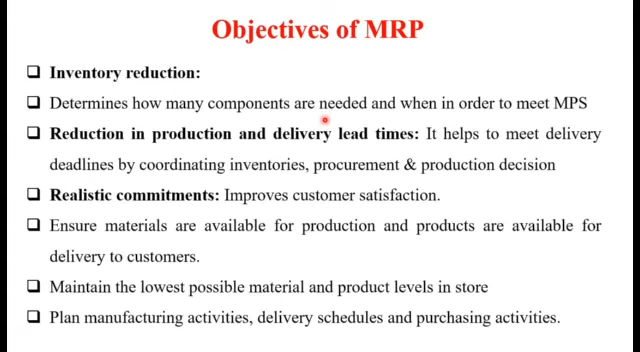 Objectives of MRP
❑ Inventory reduction:
❑ Determines how many components are needed and when in order to meet MPS
❑ Reduction in production and delivery lead times: It helps to meet delivery
deadlines by coordinating inventories, procurement & production decision
❑ Realistic commitments: Improves customer satisfaction.
❑ Ensure materials are available for production and products are available for
delivery to customers.
❑ Maintain the lowest possible material and product levels in store
❑ Plan manufacturing activities, delivery schedules and purchasing activities.